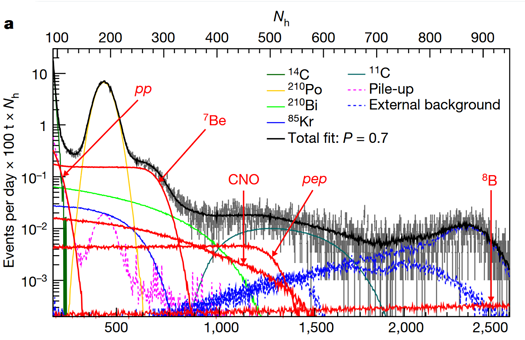 a
N_h
100 200 300 400 500 600 700 800 900
10
1
10⁻¹
10⁻²
10⁻³
Events per day × 100 t × N_h
¹⁴C
²¹⁰Po
²¹⁰Bi
⁸⁵Kr
¹¹C
Pile-up
External background
Total fit: P = 0.7
pp
⁷Be
CNO
pep
⁸B
500 1,000 1,500 2,000 2,500